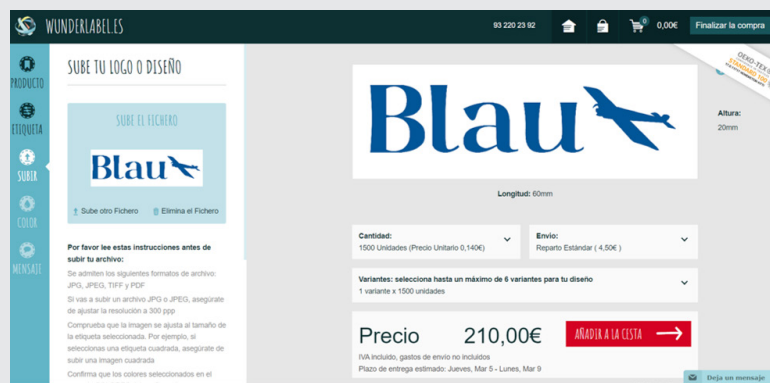 WUNDERLABEL.ES
93 220 23 92
0
0,00€
Finalizar la compra
PRODUCTO
ETIQUETA
SUBIR
COLOR
MENSAJE
SUBE TU LOGO O DISEÑO
SUBE EL FICHERO
Blau
Sube otro Fichero
Elimina el Fichero
Por favor lee estas instrucciones antes de
subir tu archivo:
Se admiten los siguientes formatos de archivo:
JPG, JPEG, TIFF y PDF
Si vas a subir un archivo JPG o JPEG, asegúrate
de ajustar la resolución a 300 ppp
Comprueba que la imagen se ajusta al tamaño de
la etiqueta seleccionada. Por ejemplo, si
seleccionas una etiqueta cuadrada, asegúrate de
subir una imagen cuadrada
Confirma que los colores seleccionados en el
Blau
OEKO-TEX®
STANDARD 100
Altura:
20mm
Longitud: 60mm
Cantidad:
1500 Unidades (Precio Unitario 0,140€)
Envío:
Reparto Estándar ( 4,50€ )
Variantes: selecciona hasta un máximo de 6 variantes para tu diseño
1 variante x 1500 unidades
Precio 210,00€
AÑADIR A LA CESTA
IVA incluido, gastos de envío no incluidos
Plazo de entrega estimado: Jueves, Mar 5 - Lunes, Mar 9
Deja un mensaje